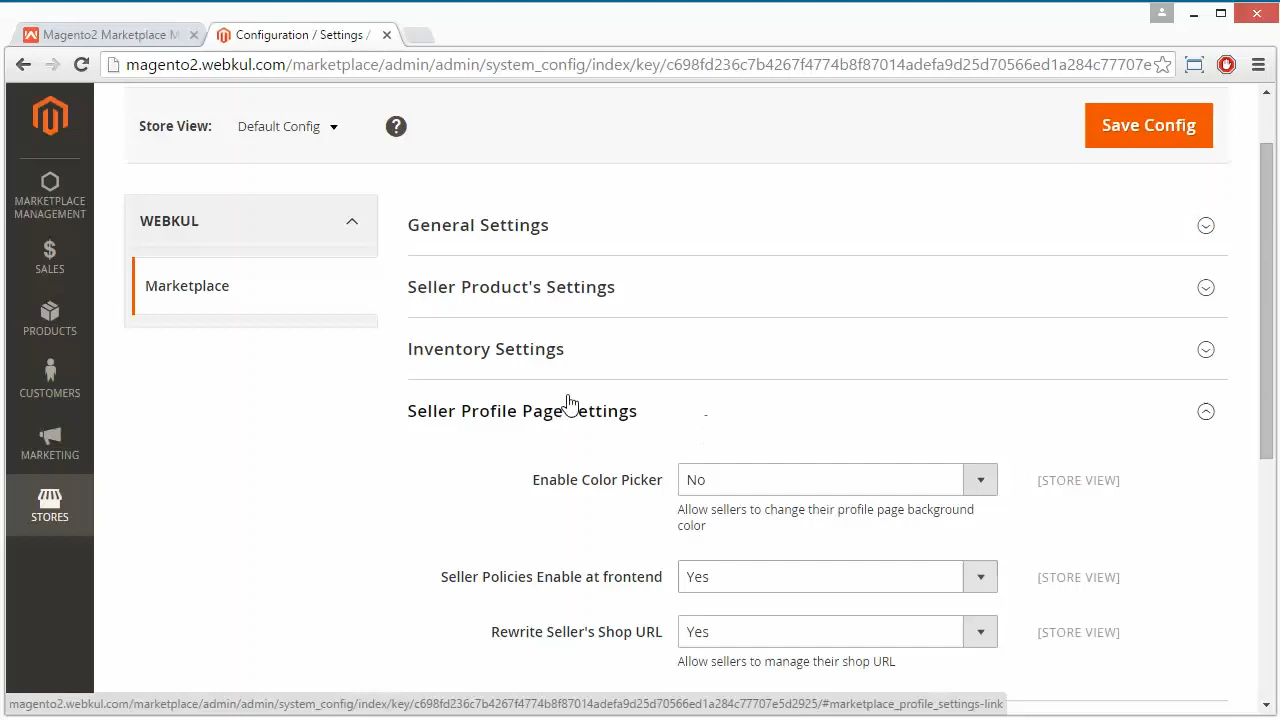 Magento2 Marketplace M
Configuration / Settings /
magento2.webkul.com/marketplace/admin/admin/system_config/index/key/c698fd236c7b4267f4774b8f87014adefa9d25d70566ed1a284c77707e
Store View:
Default Config
?
Save Config
MARKETPLACE
MANAGEMENT
SALES
PRODUCTS
CUSTOMERS
MARKETING
STORES
WEBKUL
Marketplace
General Settings
Seller Product's Settings
Inventory Settings
Seller Profile Page Settings
Enable Color Picker
No
[STORE VIEW]
Allow sellers to change their profile page background
color
Seller Policies Enable at frontend
Yes
[STORE VIEW]
Rewrite Seller's Shop URL
Yes
[STORE VIEW]
Allow sellers to manage their shop URL
magento2.webkul.com/marketplace/admin/admin/system_config/index/key/c698fd236c7b4267f4774b8f87014adefa9d25d70566ed1a284c77707e5d2925/#marketplace_profile_settings-link